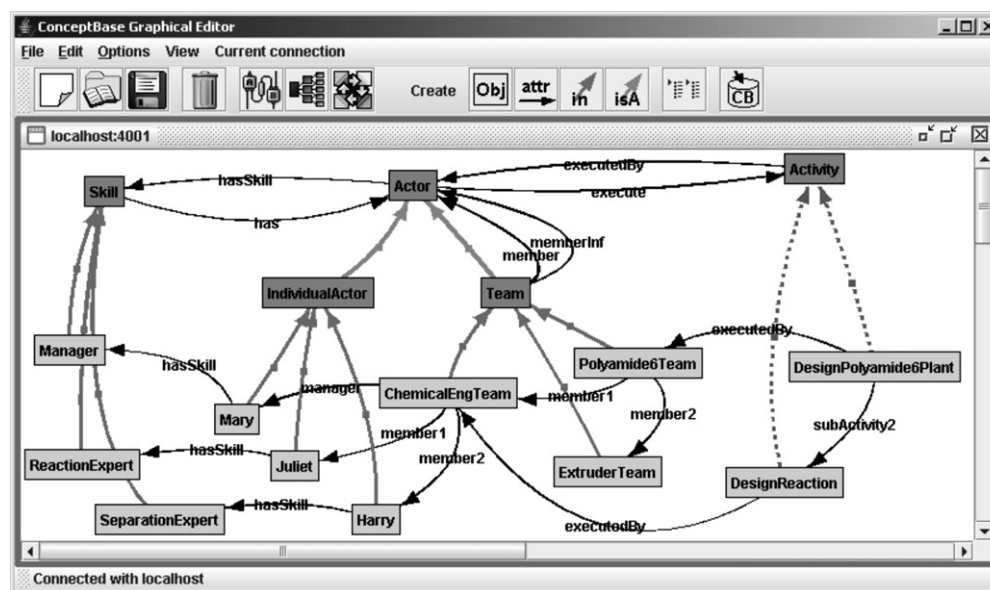 ConceptBase Graphical Editor
File Edit Options View Current connection
Create Obj attr in isA CB
localhost:4001
executedBy
Activity
Skill
hasSkill
Actor
execute
has
memberInf
member
IndividualActor
Team
executedBy
Manager
Polyamide6Team
DesignPolyamide6Plant
hasSkill
manager
ChemicalEngTeam
member1
Mary
member2
subActivity2
member1
ReactionExpert
hasSkill
Juliet
member2
ExtruderTeam
DesignReaction
SeparationExpert
hasSkill
Harry
executedBy
Connected with localhost